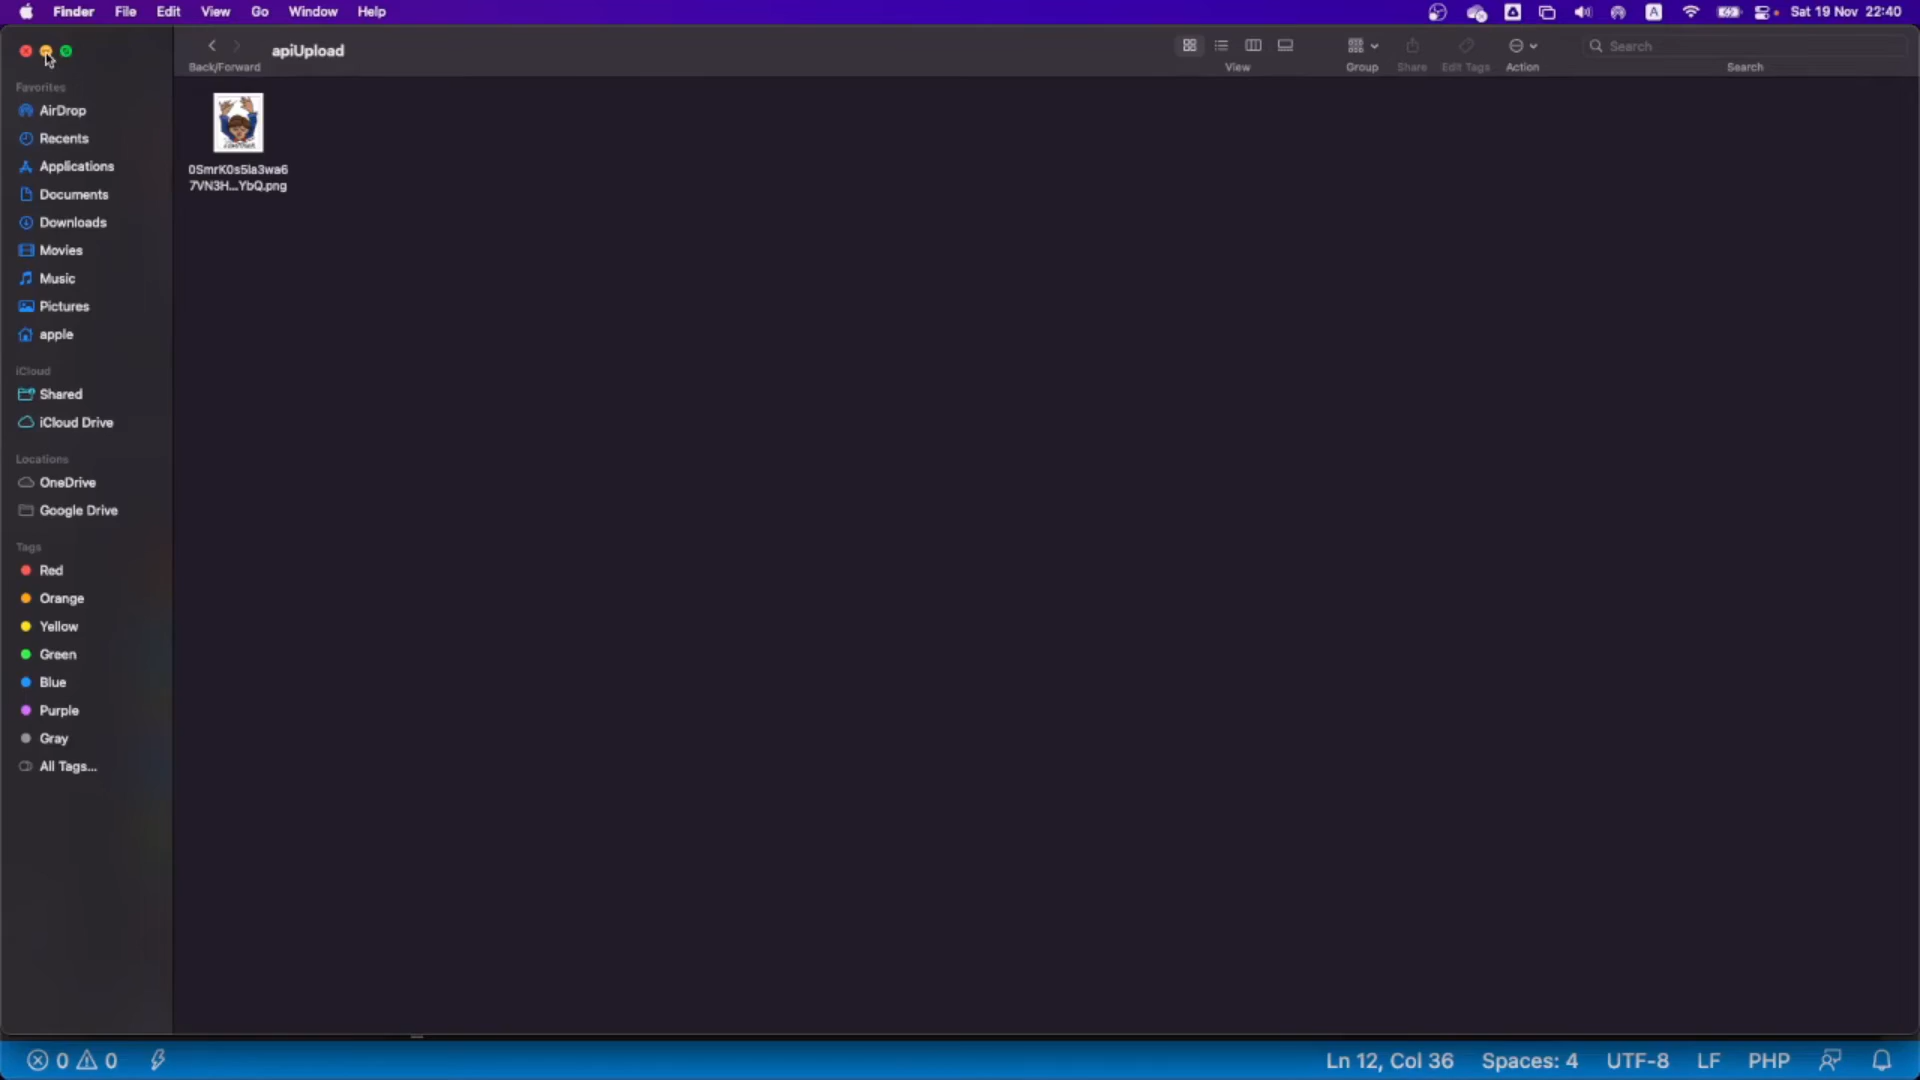 Finder File Edit View Go Window Help
Sat 19 Nov 22:40
apiUpload
Back/Forward
View
Group
Share
Edit Tags
Action
Search
Search
Favorites
AirDrop
Recents
Applications
Documents
Downloads
Movies
Music
Pictures
apple
iCloud
Shared
iCloud Drive
Locations
OneDrive
Google Drive
Tags
Red
Orange
Yellow
Green
Blue
Purple
Gray
All Tags...
0SmrK0s5la3wa6
7VN3H...YbQ.png
0 0
Ln 12, Col 36 Spaces: 4 UTF-8 LF PHP